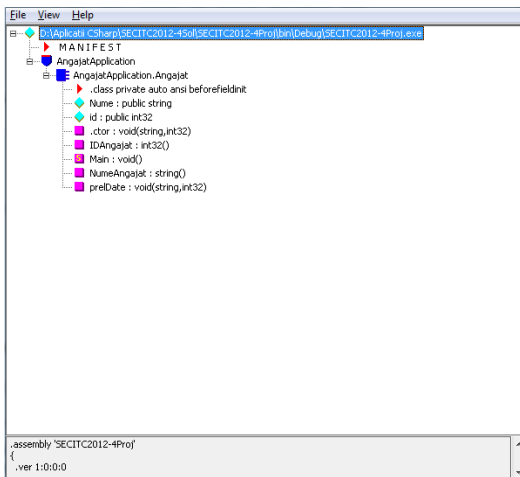 File View Help
D:\Aplicatii CSharp\SECITC2012-4Sol\SECITC2012-4Proj\bin\Debug\SECITC2012-4Proj.exe
MANIFEST
AngajatApplication
AngajatApplication.Angajat
.class private auto ansi beforefieldinit
Nume : public string
id : public int32
.ctor : void(string,int32)
IDAngajat : int32()
S Main : void()
NumeAngajat : string()
prelDate : void(string,int32)
.assembly 'SECITC2012-4Proj'
{
.ver 1:0:0:0